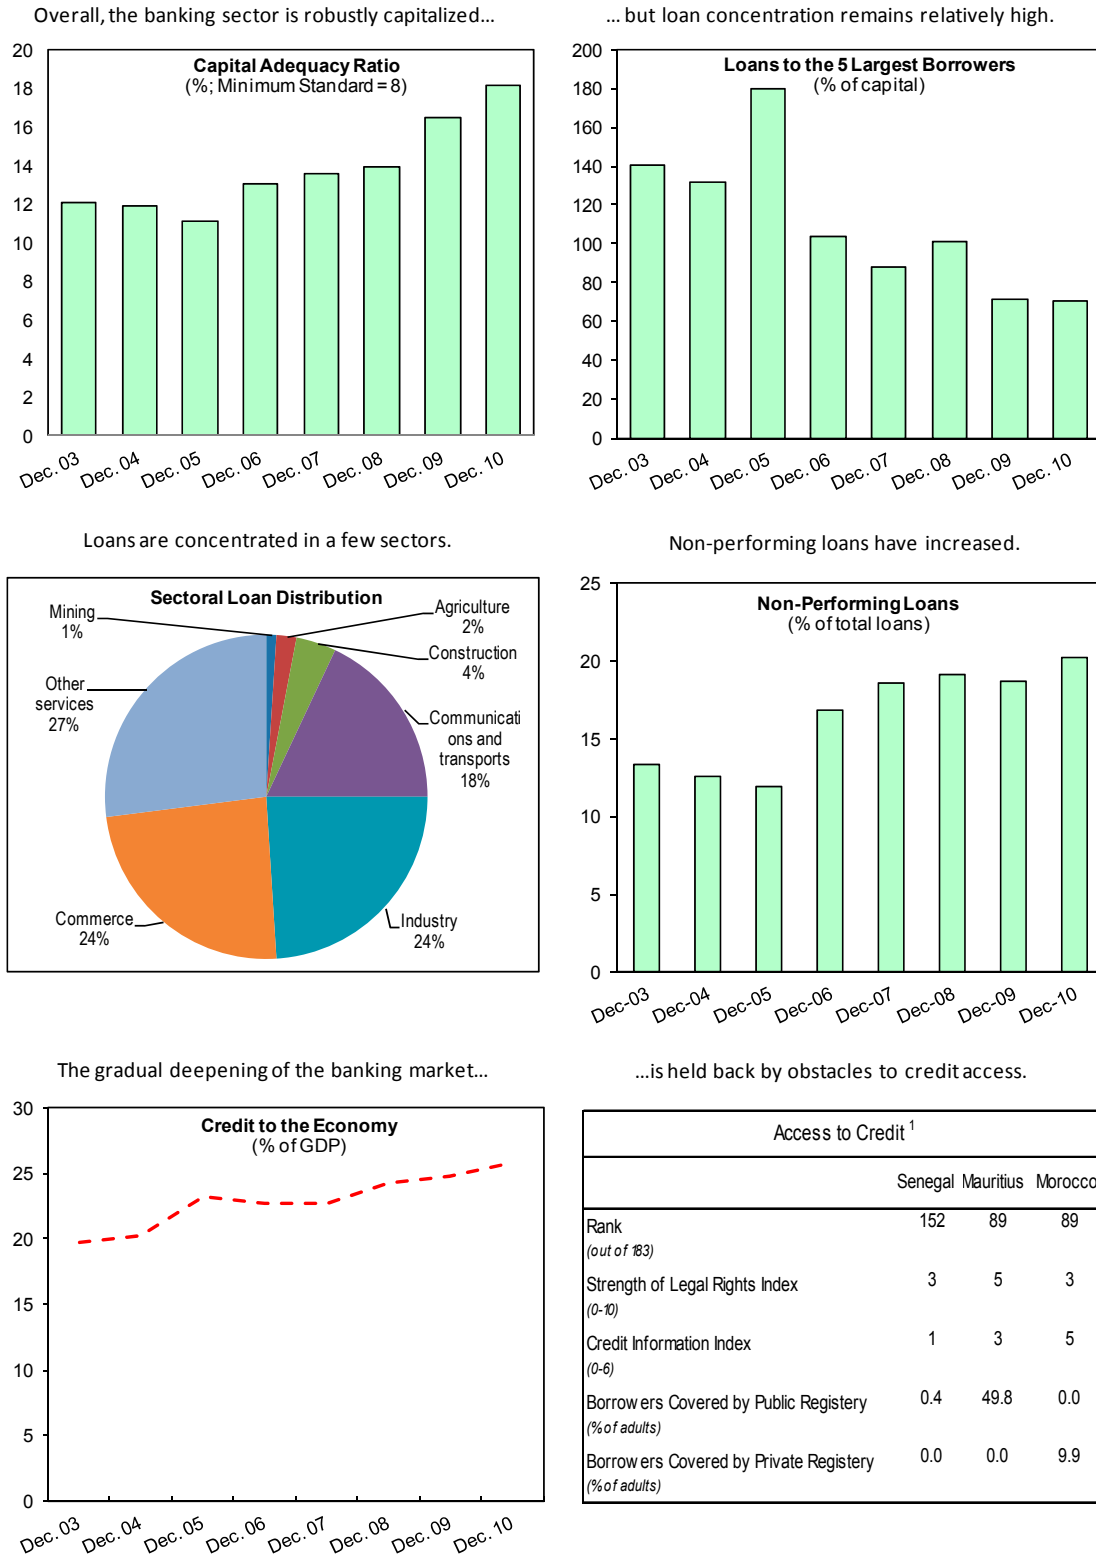 Overall, the banking sector is robustly capitalized...
Capital Adequacy Ratio
(%; Minimum Standard = 8)
20
18
16
14
12
10
8
6
4
2
0
Dec. 03 Dec. 04 Dec. 05 Dec. 06 Dec. 07 Dec. 08 Dec. 09 Dec. 10
... but loan concentration remains relatively high.
Loans to the 5 Largest Borrowers
(% of capital)
200
180
160
140
120
100
80
60
40
20
0
Dec. 03 Dec. 04 Dec. 05 Dec. 06 Dec. 07 Dec. 08 Dec. 09 Dec. 10
Loans are concentrated in a few sectors.
Sectoral Loan Distribution
Mining
1%
Agriculture
2%
Construction
4%
Communicati
ons and
transports
18%
Industry
24%
Commerce
24%
Other
services
27%
Non-performing loans have increased.
Non-Performing Loans
(% of total loans)
25
20
15
10
5
0
Dec-03 Dec-04 Dec-05 Dec-06 Dec-07 Dec-08 Dec-09 Dec-10
The gradual deepening of the banking market...
Credit to the Economy
(% of GDP)
30
25
20
15
10
5
0
Dec. 03 Dec. 04 Dec. 05 Dec. 06 Dec. 07 Dec. 08 Dec. 09 Dec. 10
...is held back by obstacles to credit access.
Access to Credit 1
Senegal Mauritius Morocco
Rank 152 89 89
(out of 183)
Strength of Legal Rights Index 3 5 3
(0-10)
Credit Information Index 1 3 5
(0-6)
Borrowers Covered by Public Registery 0.4 49.8 0.0
(% of adults)
Borrowers Covered by Private Registery 0.0 0.0 9.9
(% of adults)